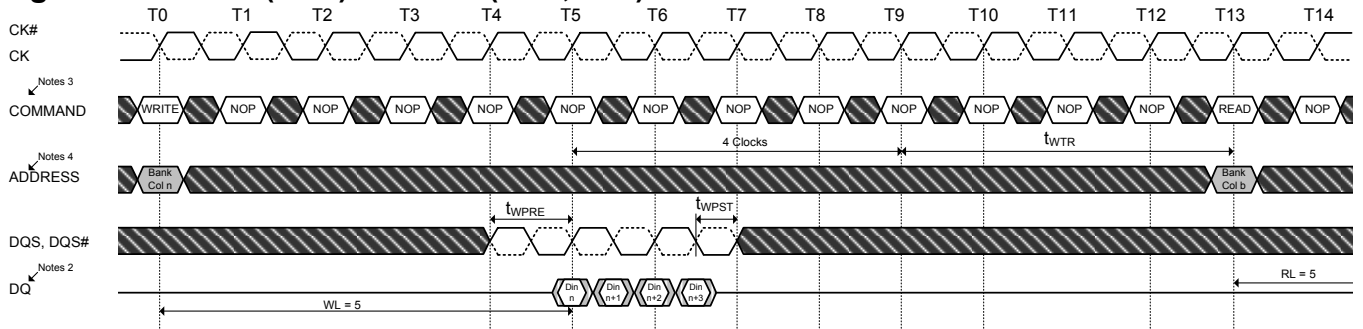 T0 T1 T2 T3 T4 T5 T6 T7 T8 T9 T10 T11 T12 T13 T14
CK#
CK
Notes 3
COMMAND WRITE NOP NOP NOP NOP NOP NOP NOP NOP NOP NOP NOP NOP READ NOP
4 Clocks tWTR
Notes 4
ADDRESS
Bank
Col n
Bank
Col b
tWPRE tWPST
DQS, DQS#
Notes 2
DQ
Din
n
Din
n+1
Din
n+2
Din
n+3
RL = 5
WL = 5